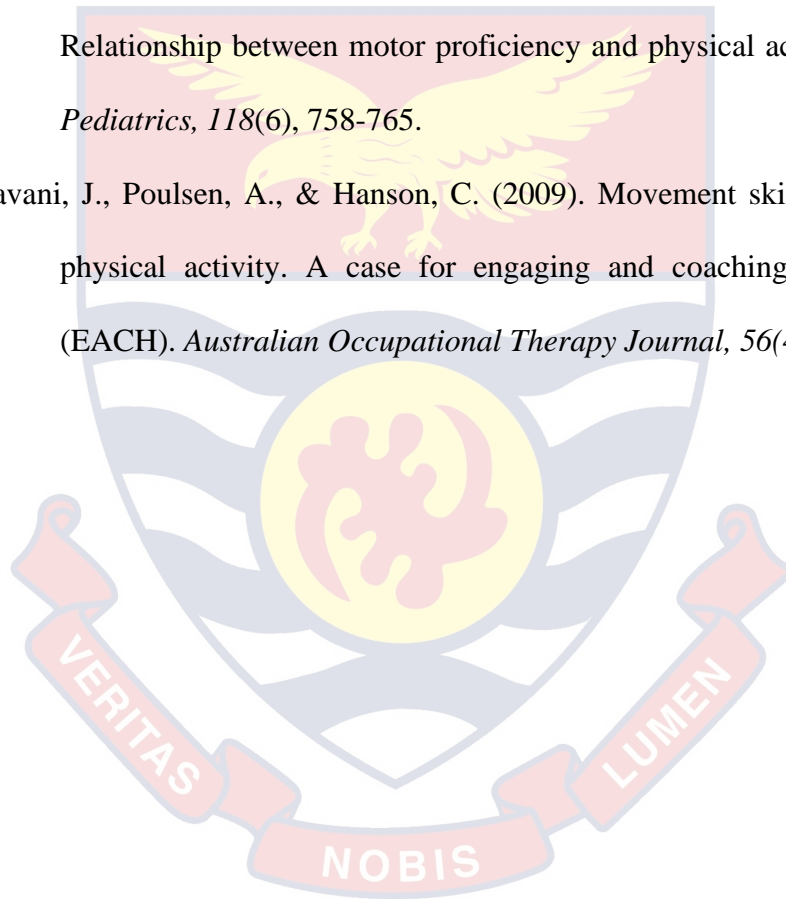 Relationship between motor proficiency and physical ac
Pediatrics, 118(6), 758-765.
avani, J., Poulsen, A., & Hanson, C. (2009). Movement ski
physical activity. A case for engaging and coaching
(EACH). Australian Occupational Therapy Journal, 56(4
VERITAS
NOBIS
LUMEN